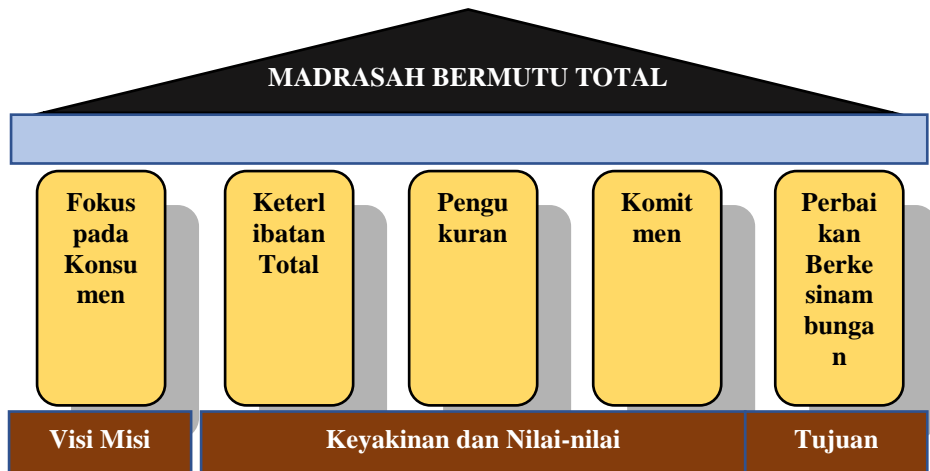 MADRASAH BERMUTU TOTAL
Fokus
pada
Konsu
men
Keterl
ibatan
Total
Pengu
kuran
Komit
men
Perbai
kan
Berke
sinam
bunga
n
Visi Misi
Keyakinan dan Nilai-nilai
Tujuan